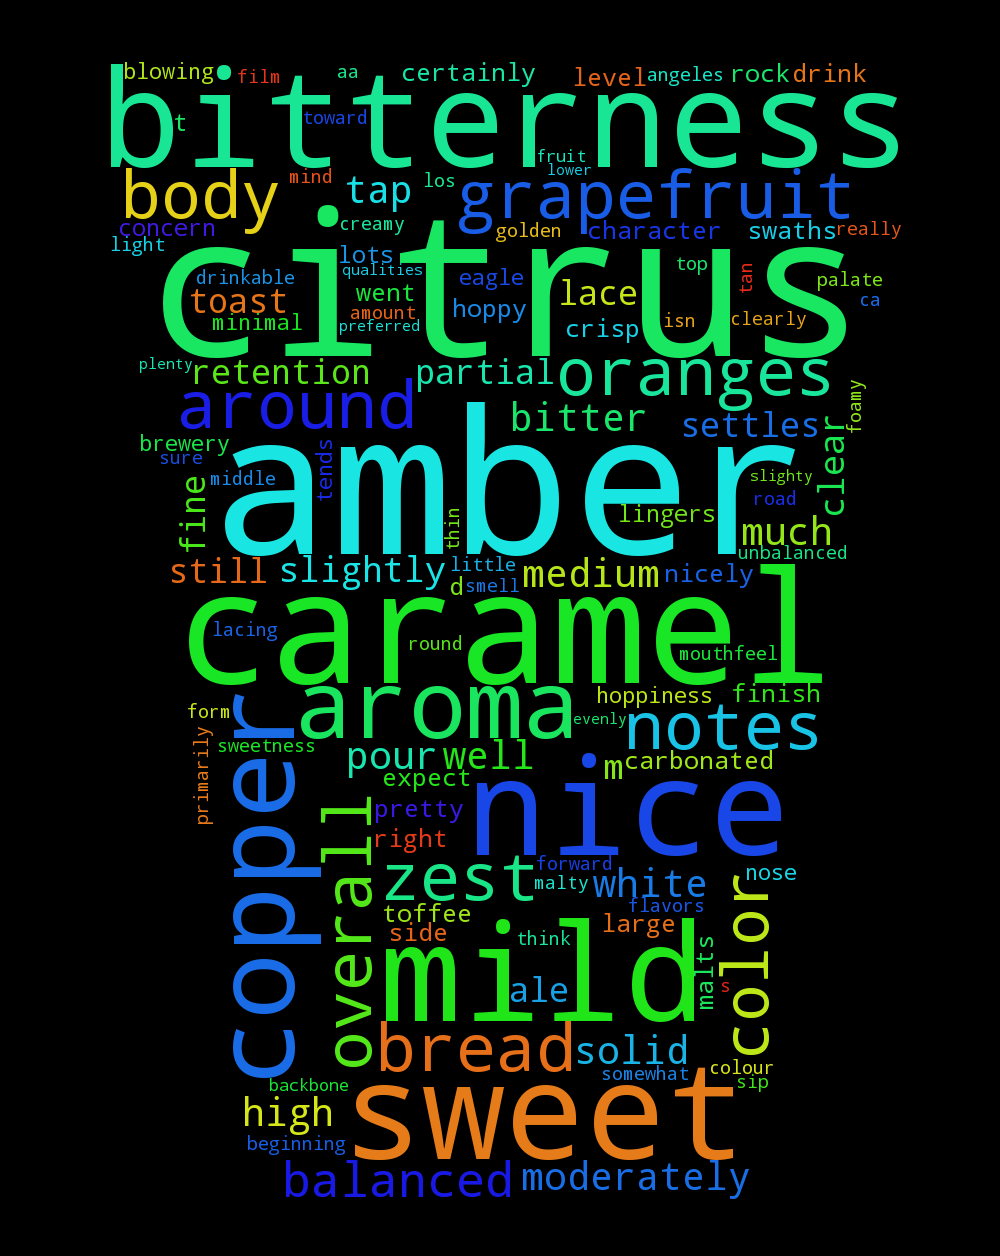 blowing film aa certainly level angeles rock drink
bitterness
t toward
fruit
lower
body mind tap los grapefruit
concern creamy golden character swaths really
light
citrus
lots qualities eagle top tan palate
drinkable
toast went hoppy lace ca
minimal amount preferred crisp isn clearly
plenty retention partial oranges
around bitter settles clear foamy
brewery
sure middle tends slighty
amber
fine thin lingers road
much
unbalanced
still slightly little medium nicely
d smell
caramel
lacing round mouthfeel
aroma hoppiness finish
form evenly notes
copper
primarily sweetness pour well m carbonated
expect
nice
overall pretty
right
zest forward malty white nose
color
toffee flavors
side think large
mild
ale malts s
bread solid
somewhat colour
backbone sip
sweet
high
beginning
balanced moderately